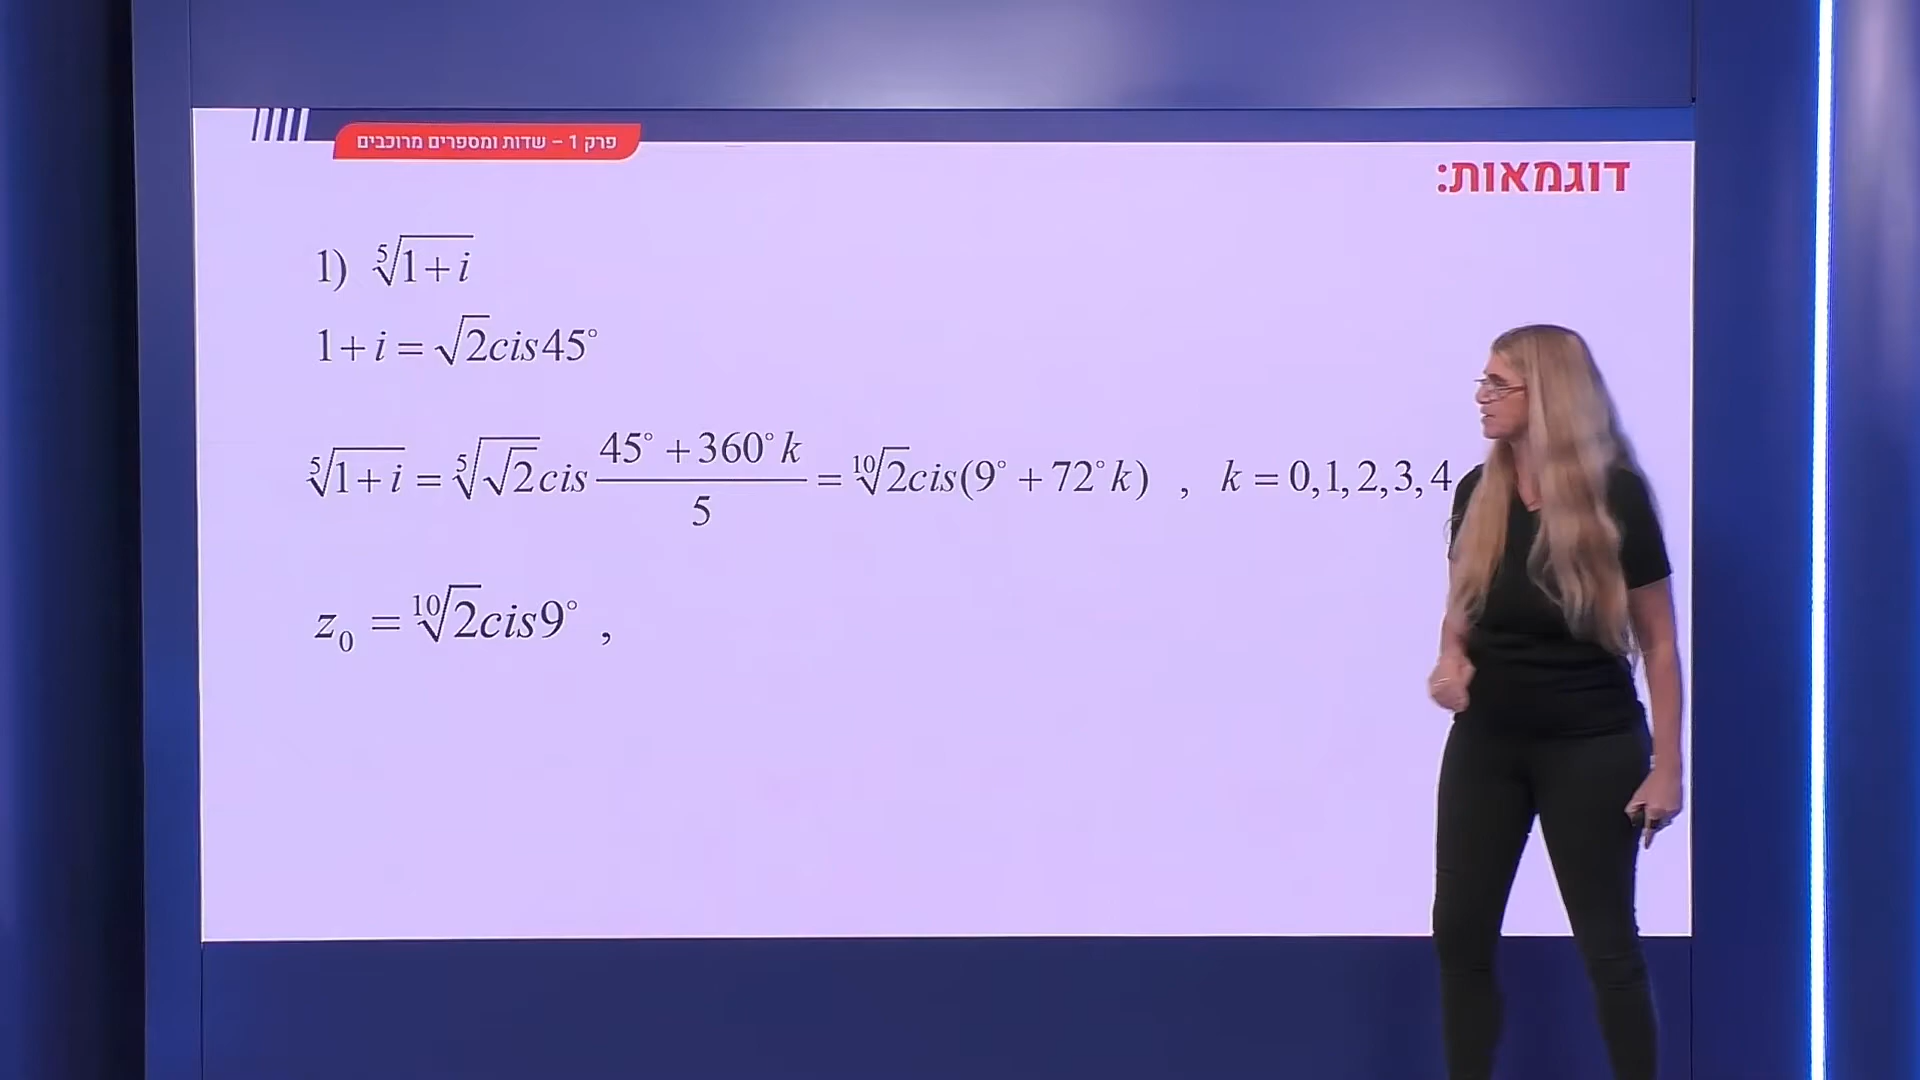 פרק 1 – שדות ומספרים מרוכבים
דוגמאות:
1) ⁵√(1+i)
1+i = √2cis45°
⁵√(1+i) = ⁵√(√2)cis (45° + 360°k)/5 = ¹⁰√2cis(9° + 72°k) , k = 0,1,2,3,4
z₀ = ¹⁰√2cis9° ,